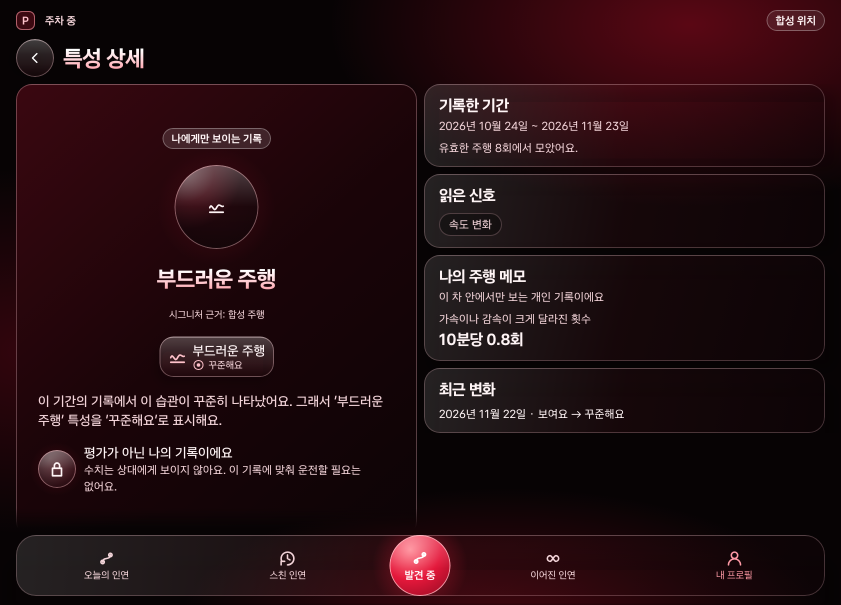 P 주차 중
합성 위치
특성 상세
나에게만 보이는 기록
부드러운 주행
시그니처 근거: 합성 주행
부드러운 주행
꾸준해요
이 기간의 기록에서 이 습관이 꾸준히 나타났어요. 그래서 '부드러운
주행' 특성을 '꾸준해요'로 표시해요.
평가가 아닌 나의 기록이에요
수치는 상대에게 보이지 않아요. 이 기록에 맞춰 운전할 필요는
없어요.
기록한 기간
2026년 10월 24일 ~ 2026년 11월 23일
유효한 주행 8회에서 모았어요.
읽은 신호
속도 변화
나의 주행 메모
이 차 안에서만 보는 개인 기록이에요
가속이나 감속이 크게 달라진 횟수
10분당 0.8회
최근 변화
2026년 11월 22일 · 보여요 → 꾸준해요
오늘의 인연
스친 인연
발견 중
이어진 인연
내 프로필